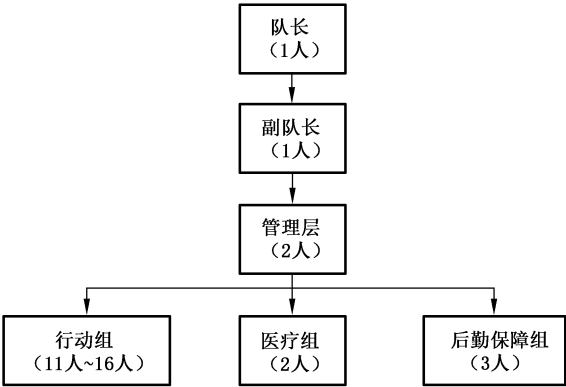 队长
（1人）
副队长
（1人）
管理层
（2人）
行动组
（11人~16人）
医疗组
（2人）
后勤保障组
（3人）